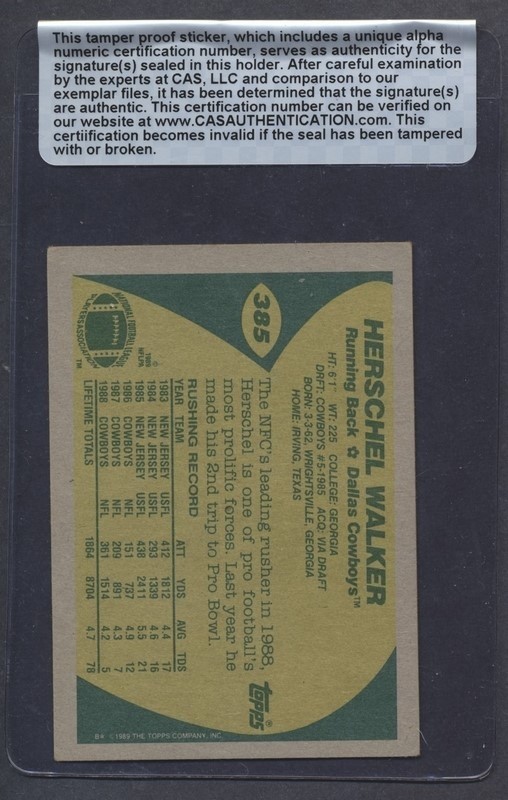 This tamper proof sticker, which includes a unique alpha
numeric certification number, serves as authenticity for the
signature(s) sealed in this holder. After careful examination
by the experts at CAS, LLC and comparison to our
exemplar files, it has been determined that the signature(s)
are authentic. This certification number can be verified on
our website at www.CASAUTHENTICATION.com. This
certiification becomes invalid if the seal has been tampered
with or broken.
385
HERSCHEL WALKER
Running Back ✩ Dallas Cowboys™
HT: 6'1" WT: 225 COLLEGE: GEORGIA
DRFT: COWBOYS #5-1985 ACQ: VIA DRAFT
BORN: 3-3-62, WRIGHTSVILLE, GEORGIA
HOME: IRVING, TEXAS
The NFC's leading rusher in 1988,
Herschel is one of pro football's
most prolific forces. Last year he
made his 2nd trip to Pro Bowl.
topps®
RUSHING RECORD
YEAR TEAM ATT YDS AVG TDS
1983 NEW JERSEY USFL 412 1812 4.4 17
1984 NEW JERSEY USFL 293 1339 4.6 16
1985 NEW JERSEY USFL 438 2411 5.5 21
1986 COWBOYS NFL 151 737 4.9 12
1987 COWBOYS NFL 209 891 4.3 7
1988 COWBOYS NFL 361 1514 4.2 5
LIFETIME TOTALS 1864 8704 4.7 78
NATIONAL FOOTBALL LEAGUE
PLAYERS ASSOCIATION
™
©
1989
NFLPA
B* ©1989 THE TOPPS COMPANY, INC.